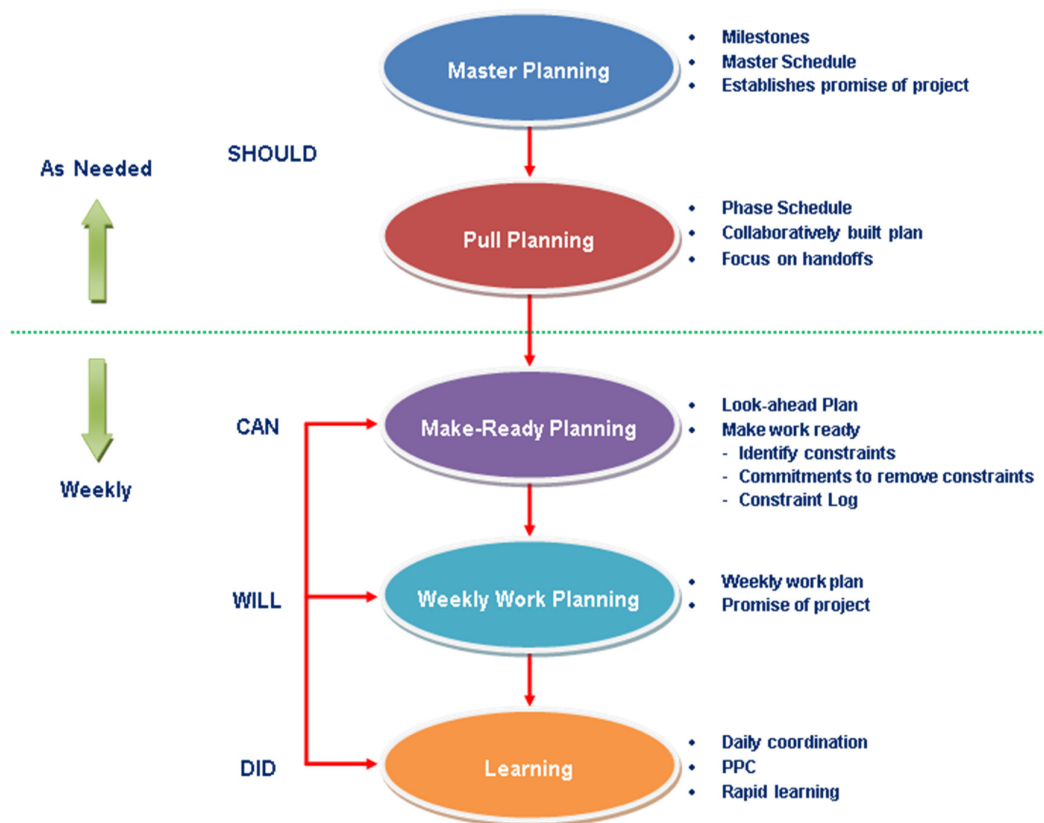 Master Planning
• Milestones
• Master Schedule
• Establishes promise of project
SHOULD
As Needed
Pull Planning
• Phase Schedule
• Collaboratively built plan
• Focus on handoffs
CAN
Make-Ready Planning
• Look-ahead Plan
• Make work ready
- Identify constraints
- Commitments to remove constraints
- Constraint Log
Weekly
WILL
Weekly Work Planning
• Weekly work plan
• Promise of project
DID
Learning
• Daily coordination
• PPC
• Rapid learning